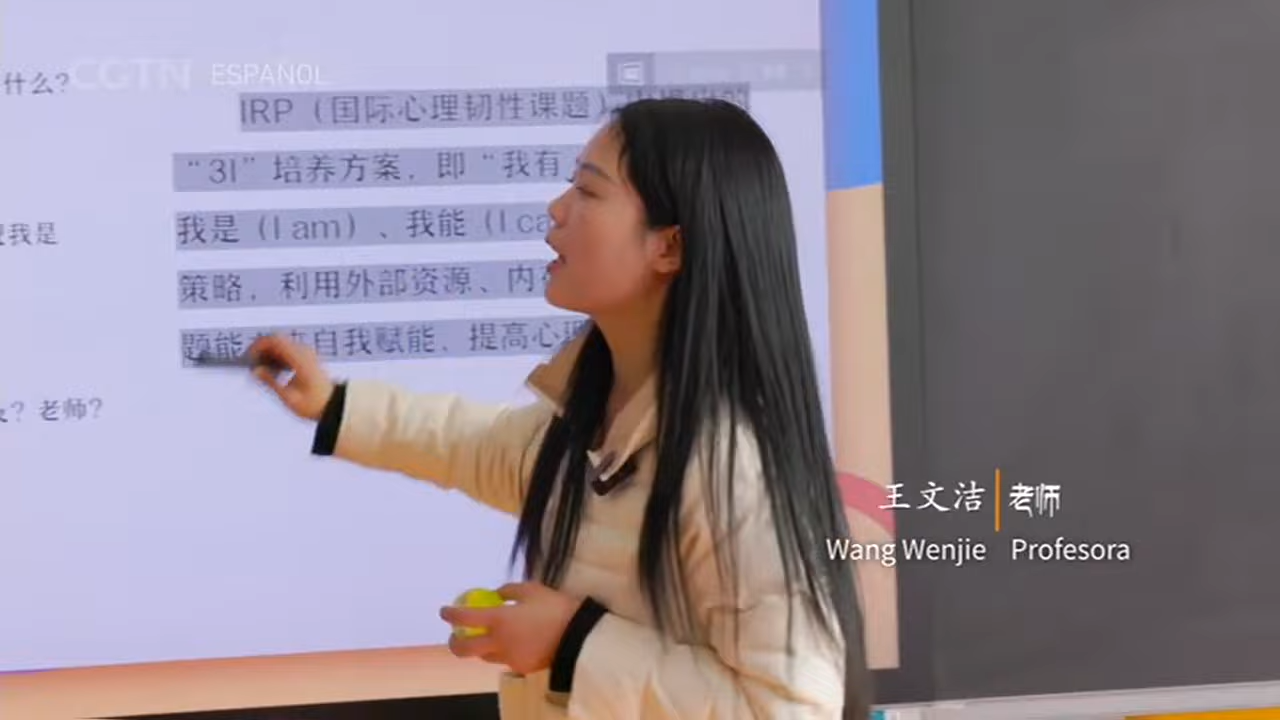 CGTN ESPAÑOL
什么?
IRP（国际心理韧性课题）
“3I”培养方案，即“我有
我是（I am）、我能（I ca
我是
策略，利用外部资源、内在
题能 来自我赋能、提高心理
? 老师?
王文洁 老师
Wang Wenjie Profesora